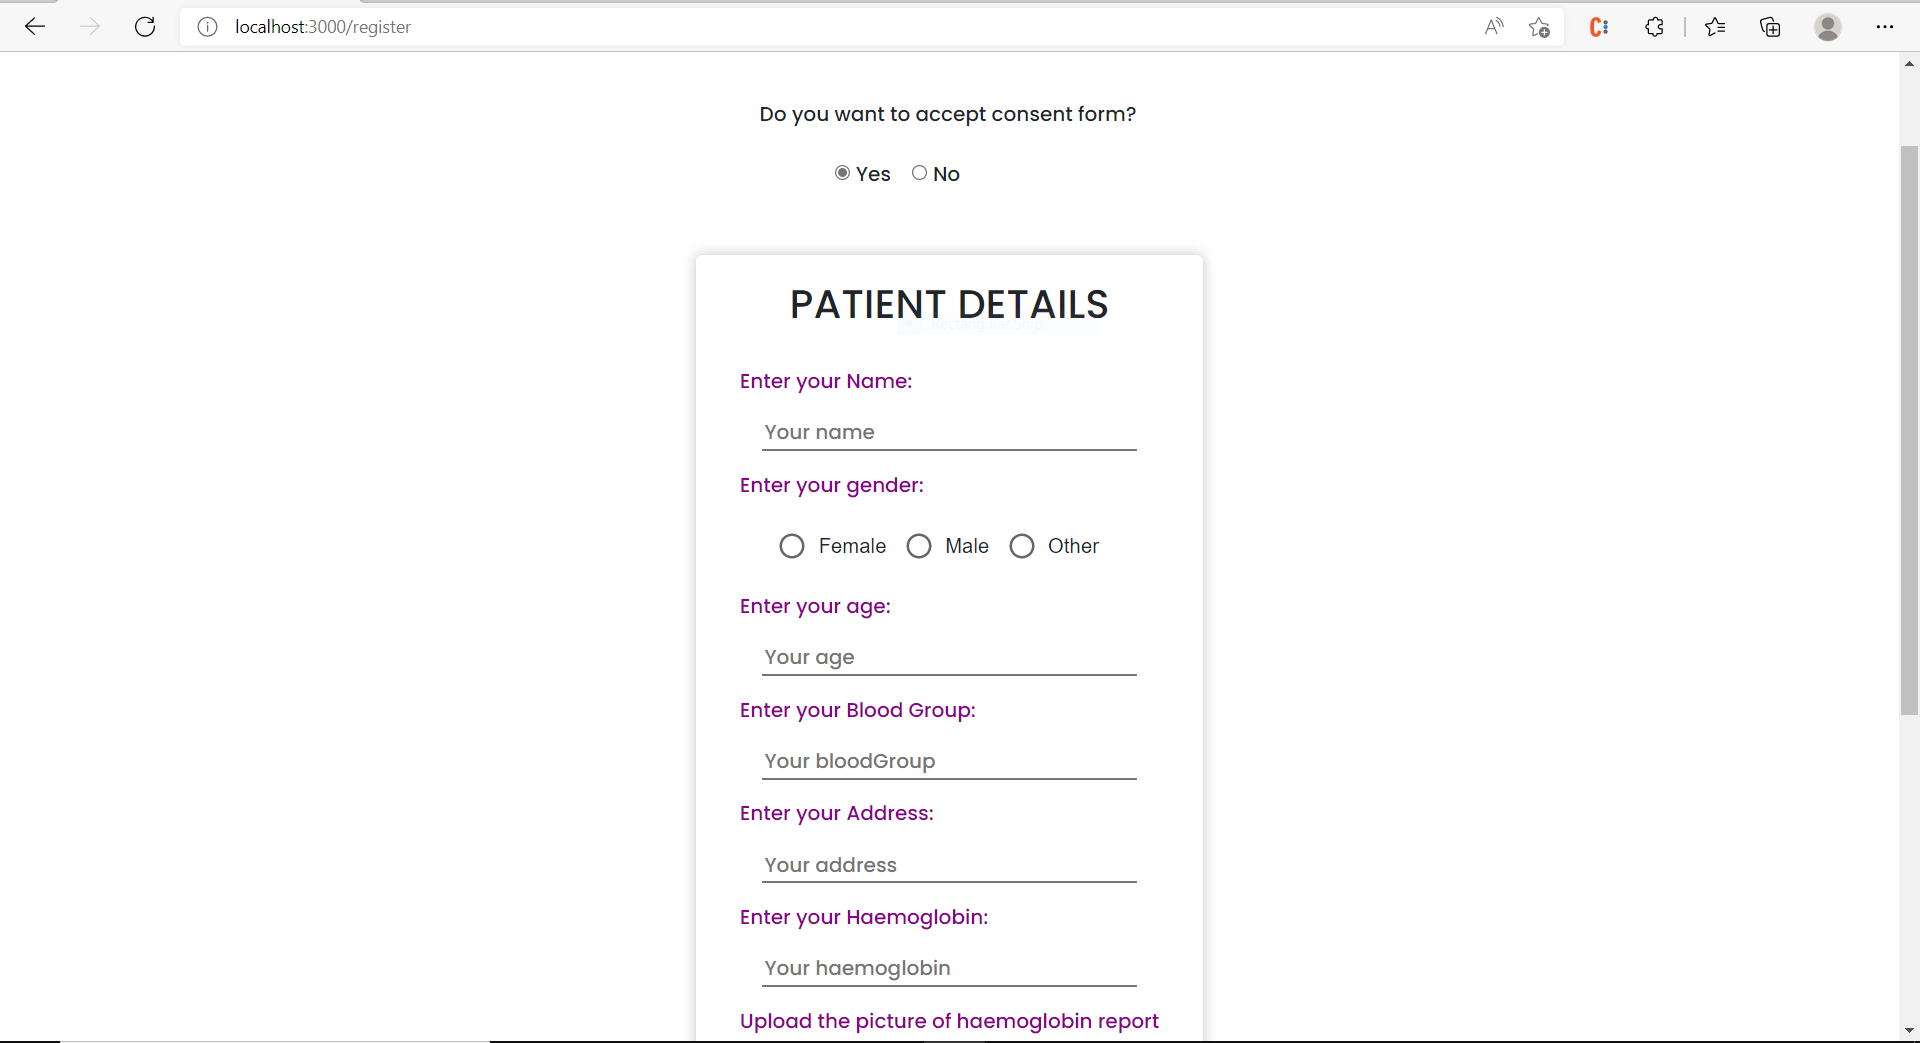 localhost:3000/register
Do you want to accept consent form?
Yes No
PATIENT DETAILS
Enter your Name:
Your name
Enter your gender:
Female Male Other
Enter your age:
Your age
Enter your Blood Group:
Your bloodGroup
Enter your Address:
Your address
Enter your Haemoglobin:
Your haemoglobin
Upload the picture of haemoglobin report